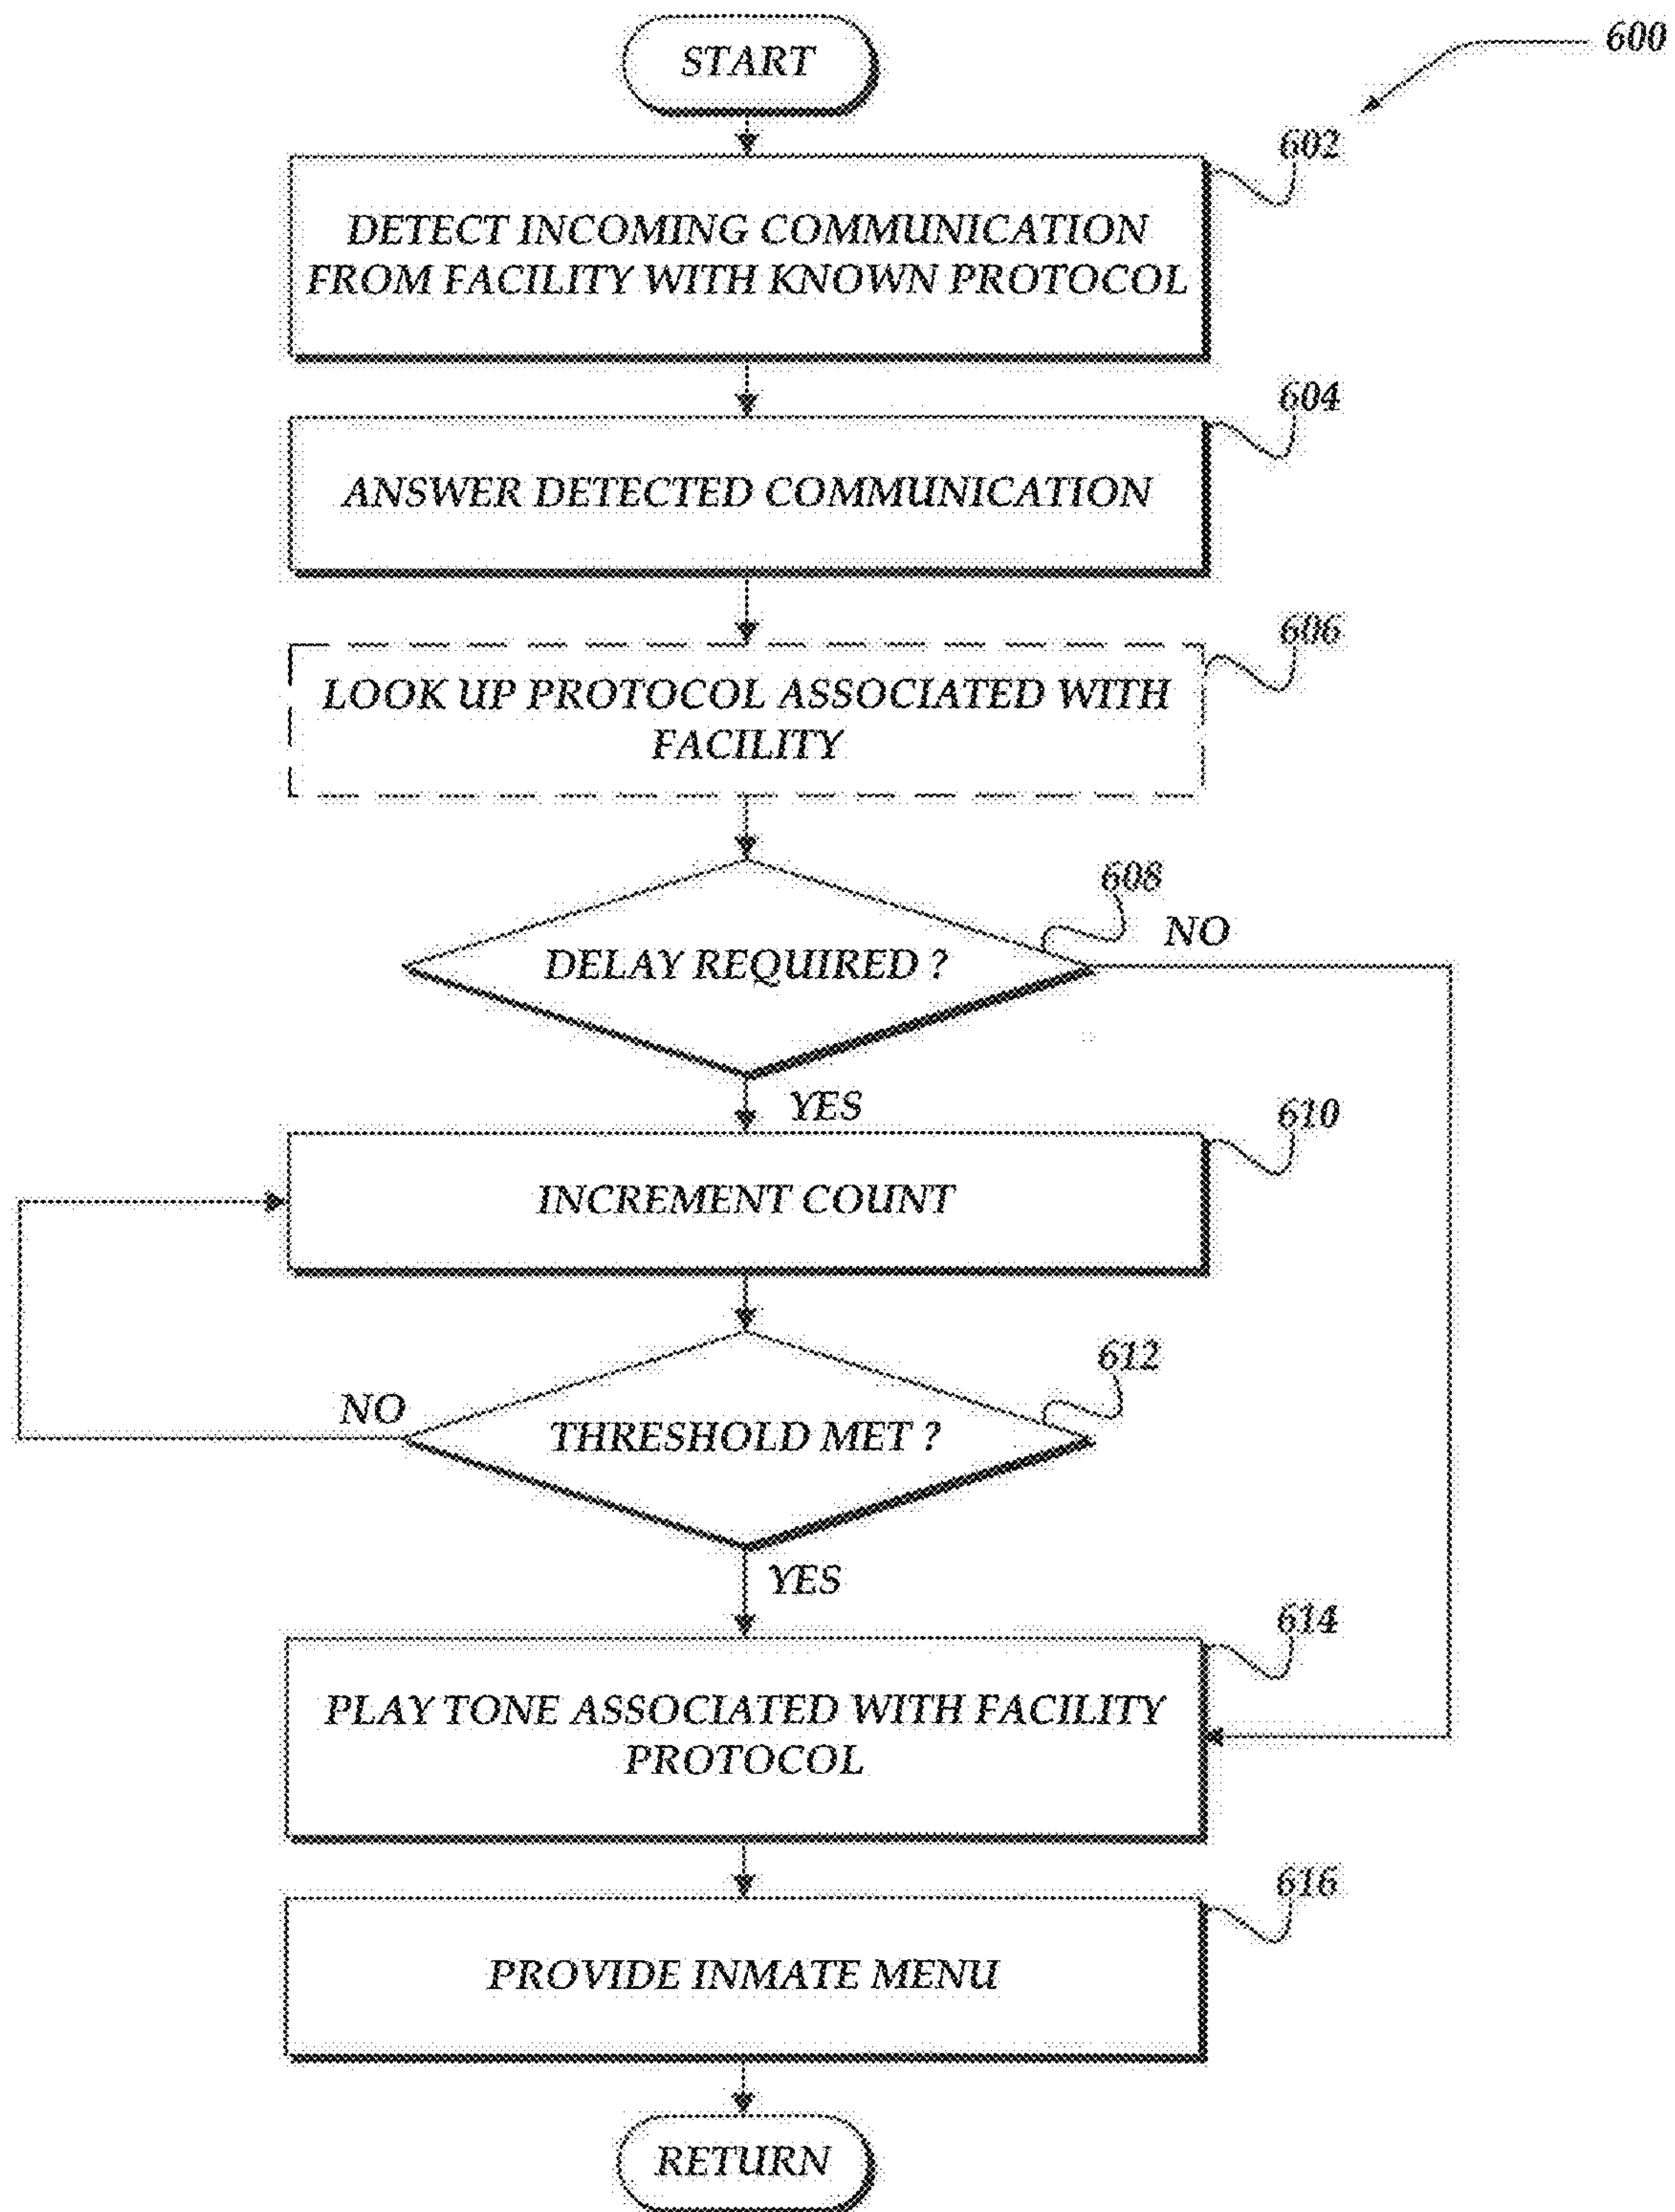 START
600
602
DETECT INCOMING COMMUNICATION
FROM FACILITY WITH KNOWN PROTOCOL
604
ANSWER DETECTED COMMUNICATION
606
LOOK UP PROTOCOL ASSOCIATED WITH
FACILITY
608
NO
DELAY REQUIRED ?
YES
610
INCREMENT COUNT
612
NO
THRESHOLD MET ?
YES
614
PLAY TONE ASSOCIATED WITH FACILITY
PROTOCOL
616
PROVIDE INMATE MENU
RETURN